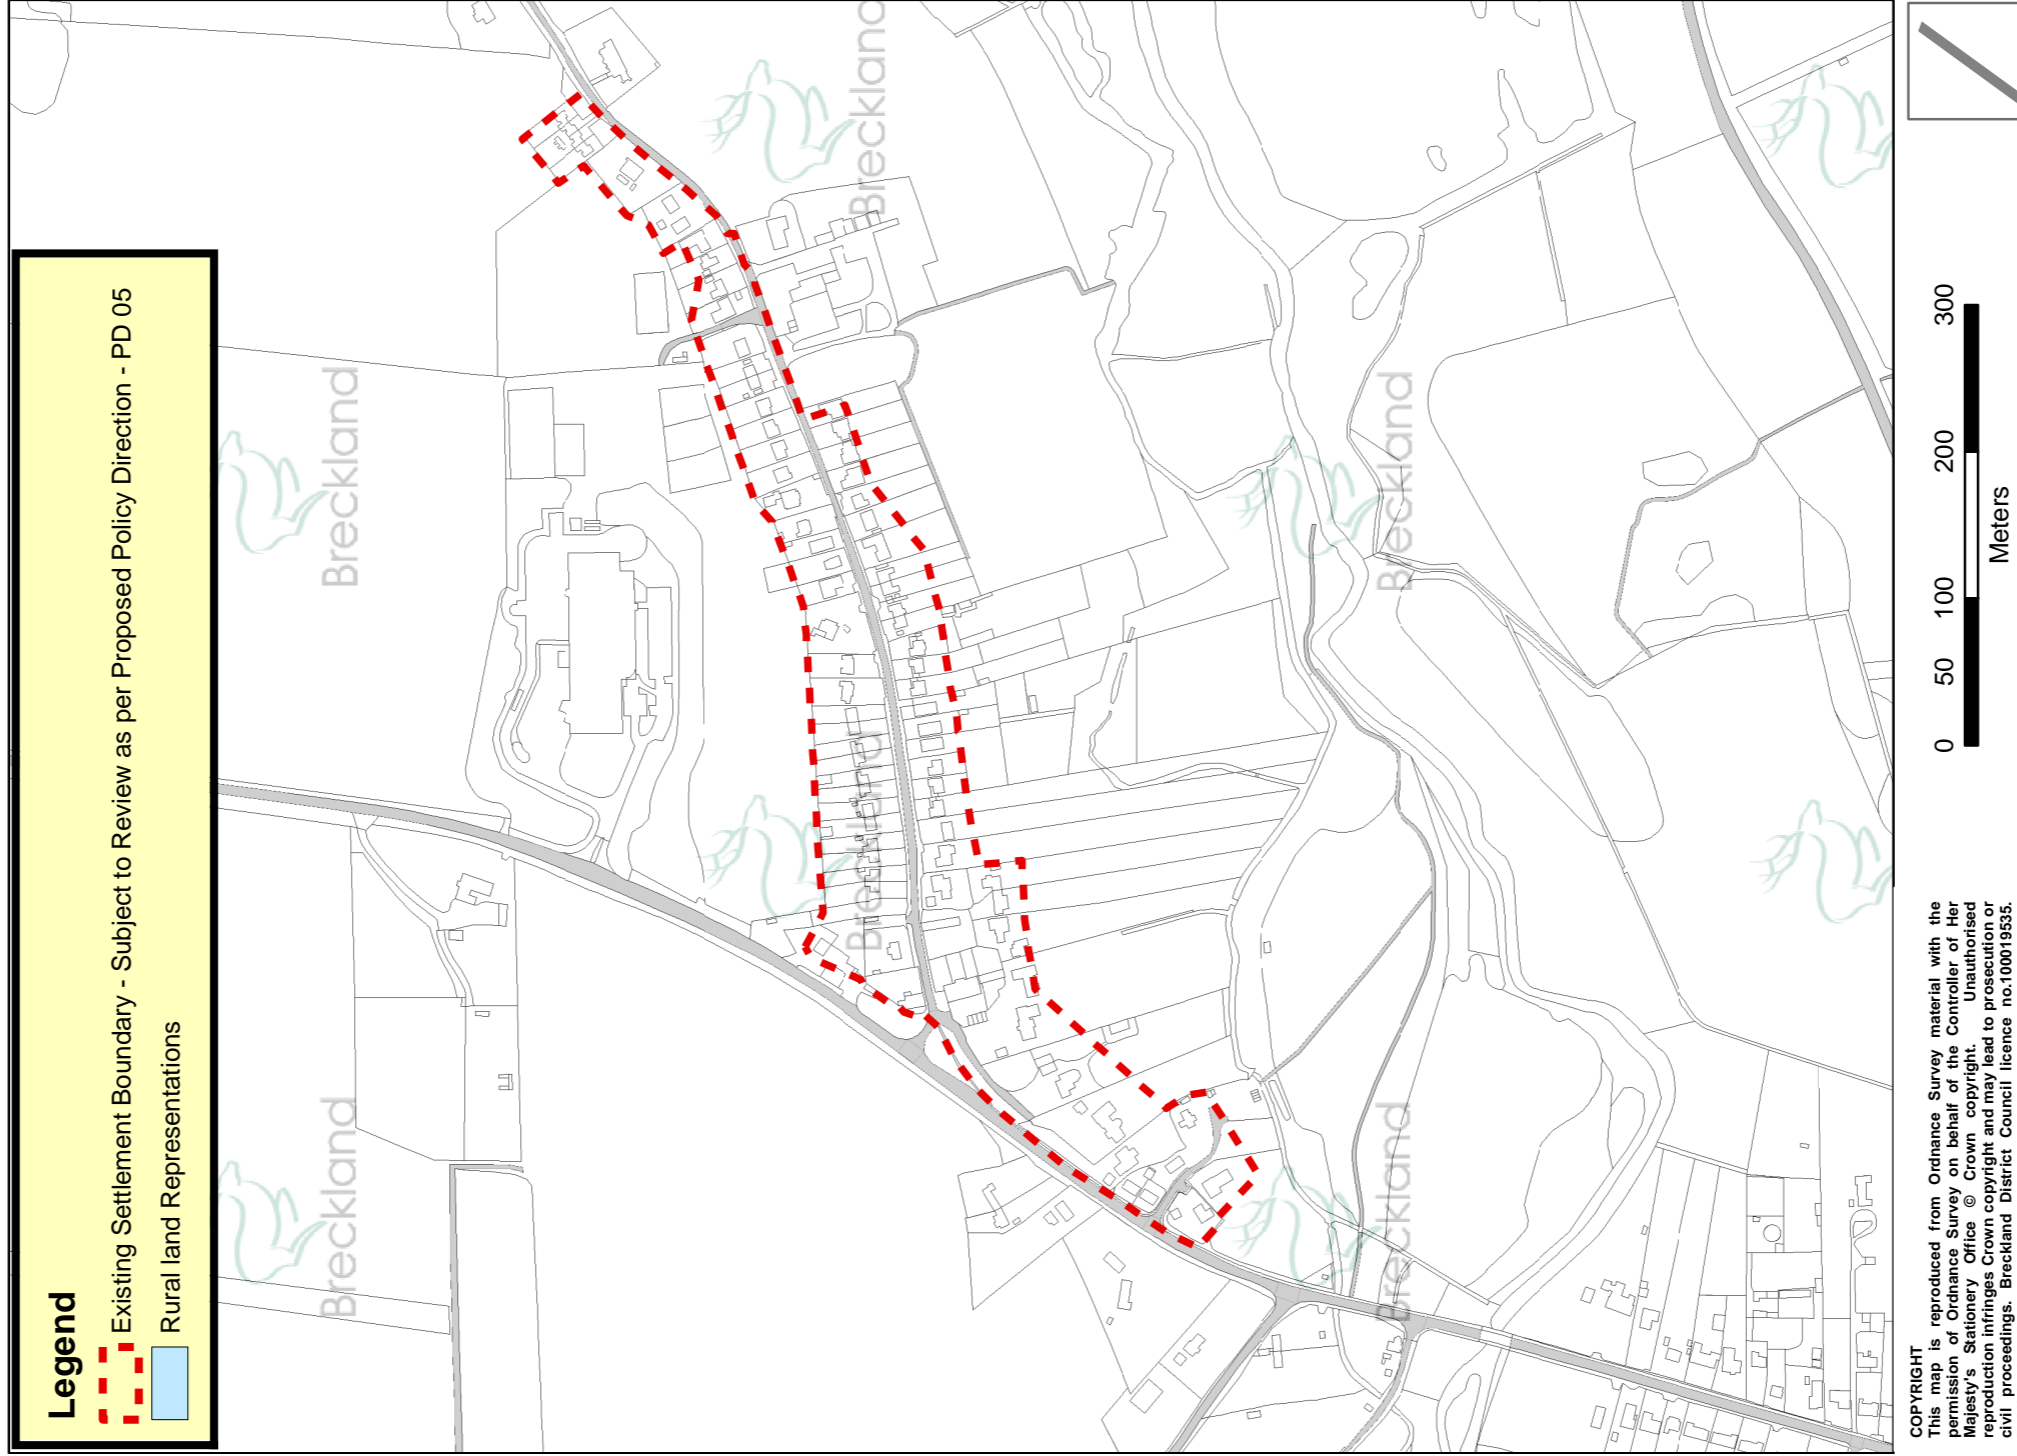 Legend
Existing Settlement Boundary - Subject to Review as per Proposed Policy Direction - PD 05
Rural land Representations
Breckland
Breckland
Breckland
Breckland
Breckland
Breckland
Breckland
0 50 100 200 300
Meters
COPYRIGHT
This map is reproduced from Ordnance Survey material with the
permission of Ordnance Survey on behalf of the Controller of Her
Majesty's Stationery Office © Crown copyright. Unauthorised
reproduction infringes Crown copyright and may lead to prosecution or
civil proceedings. Breckland District Council licence no.100019535.